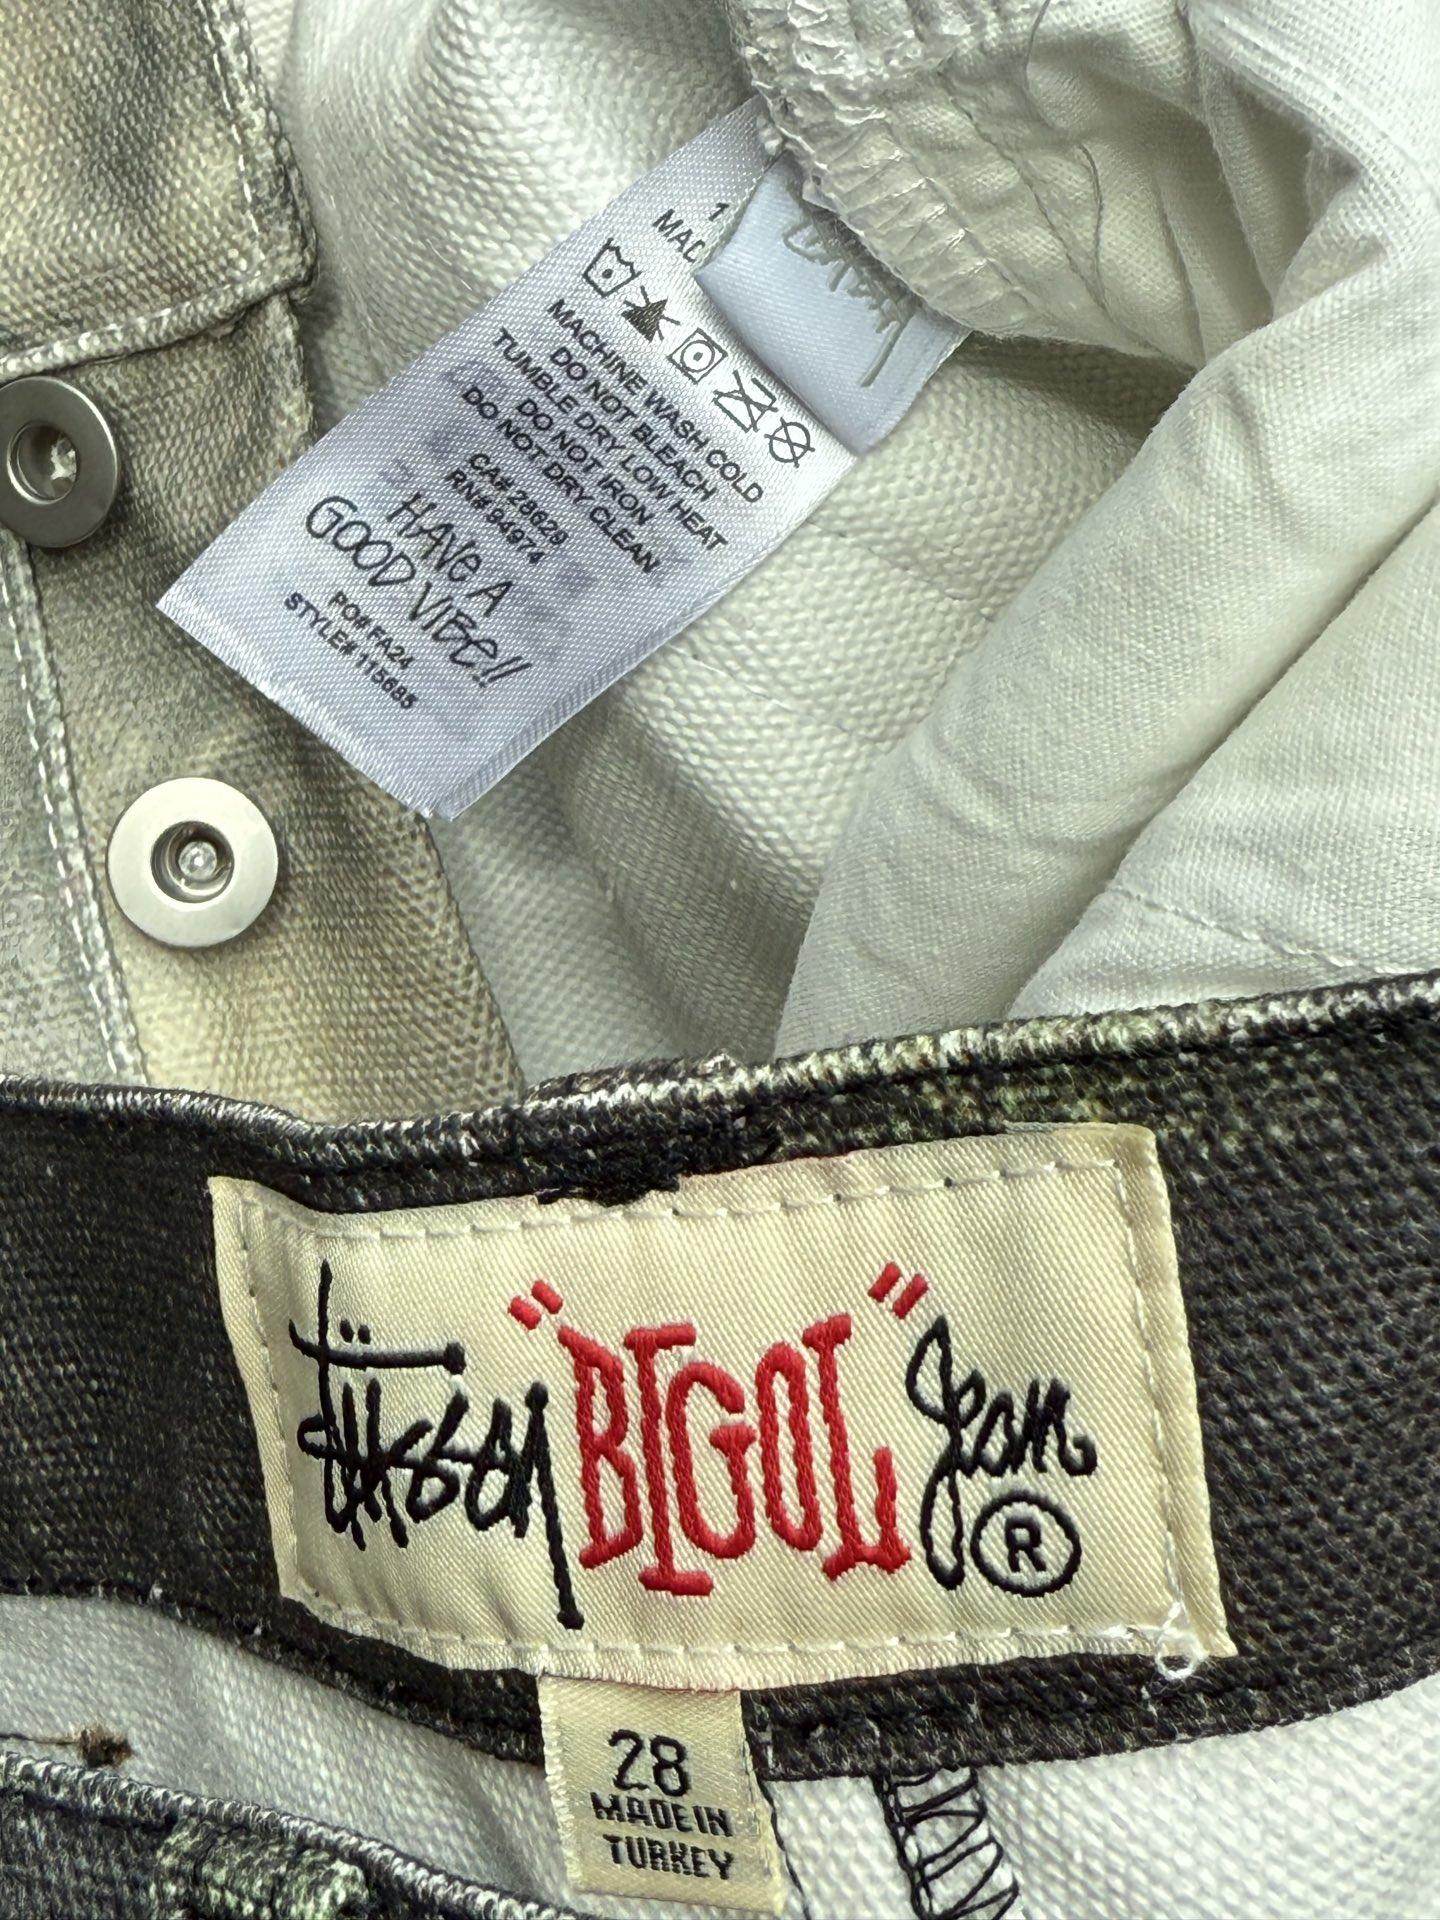 MACHINE WASH COLD
DO NOT BLEACH
TUMBLE DRY LOW HEAT
DO NOT IRON
DO NOT DRY CLEAN
CA# 28629
RN# 94974
HAVE A
GOOD VIBE!!
PO# FA24
STYLE# 115685
Stüssy "BIGOL" Jean ®
28
MADE IN
TURKEY